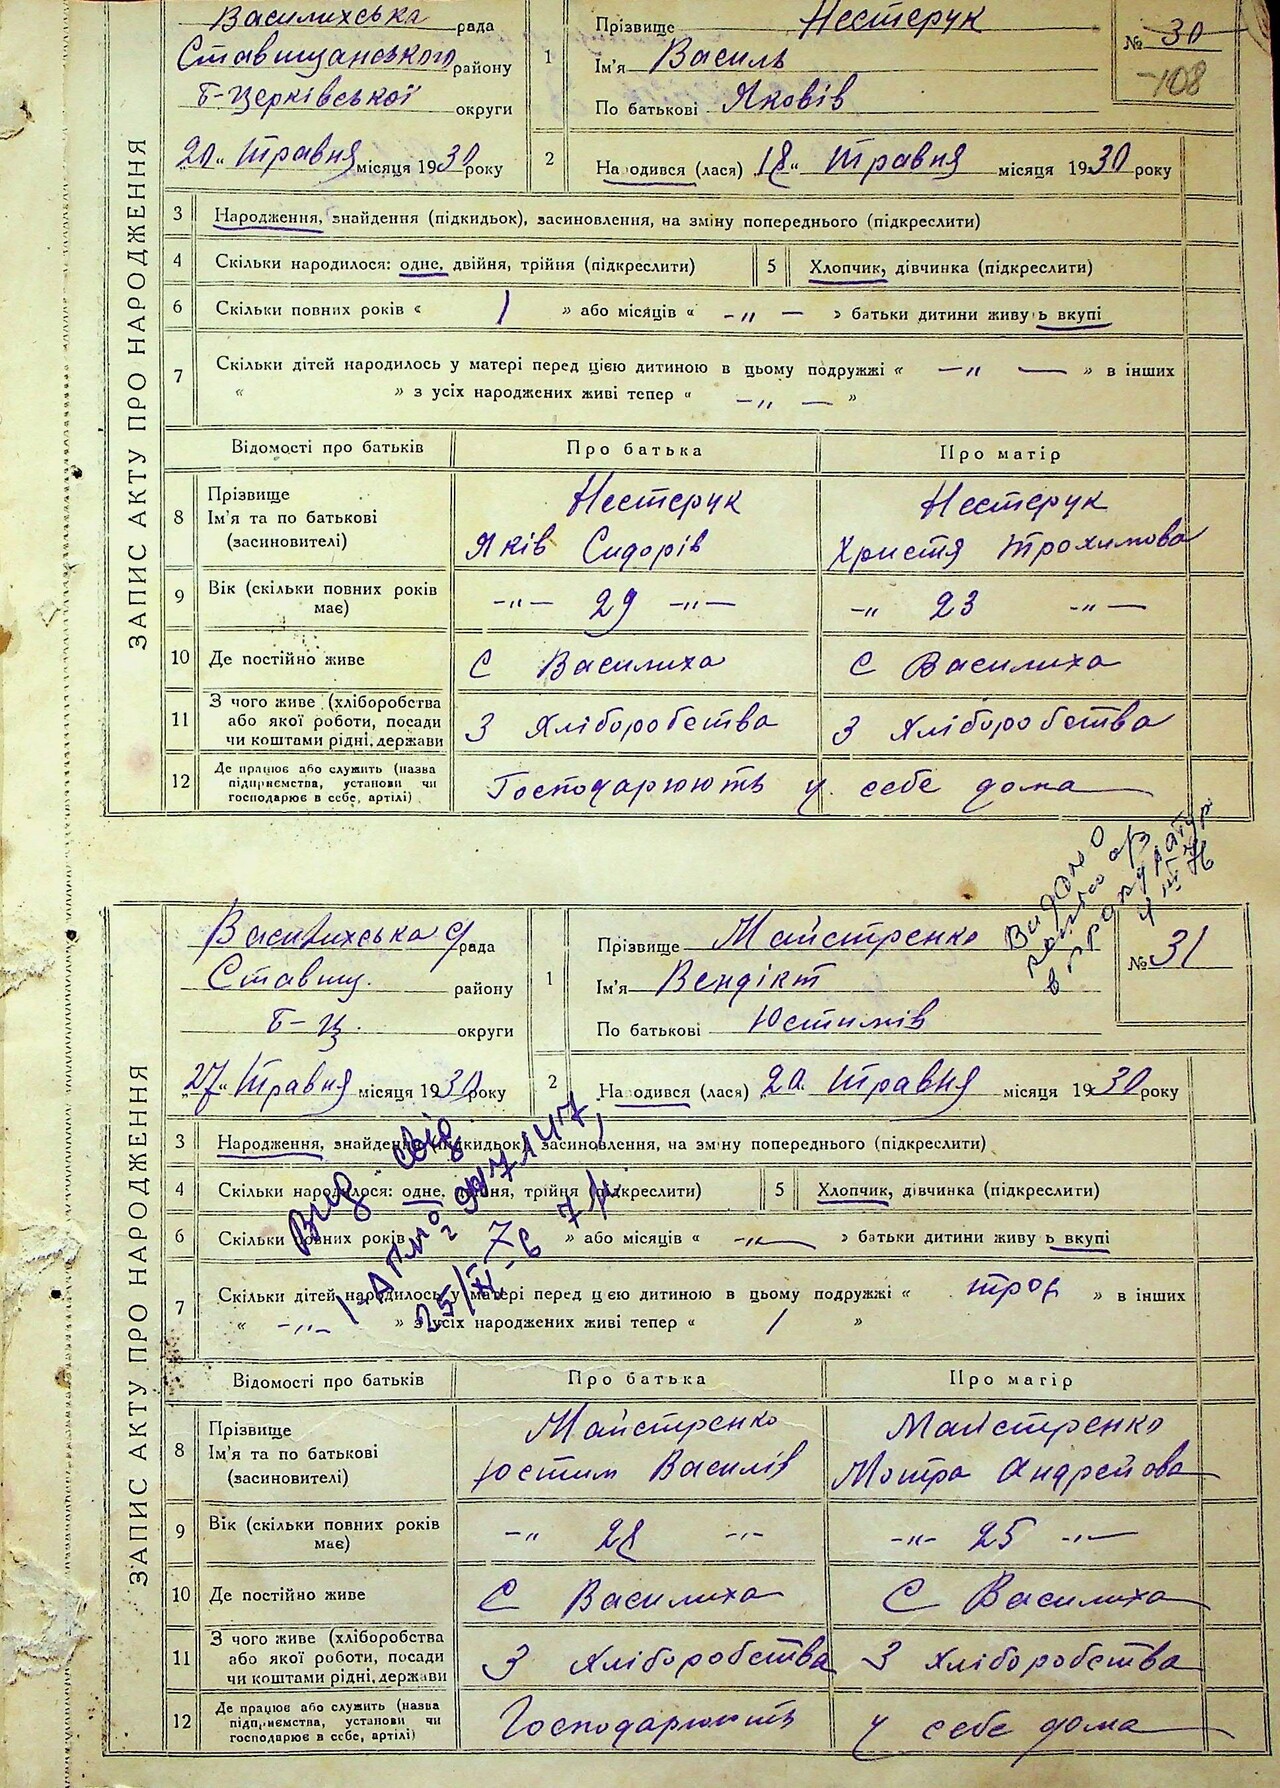 ЗАПИС АКТУ ПРО НАРОДЖЕННЯ
Василихська рада
Ставищанського району
Б-церківської округи
„20„ травня місяця 1930 року
1 Прізвище Нестерук
Ім'я Василь
По батькові Яковів
№ 30
108
2 Народився (лася) „18„ травня місяця 1930 року
3 Народження, знайдення (підкидьок), засиновлення, на зміну попереднього (підкреслити)
4 Скільки народилося: одне, двійня, трійня (підкреслити) 5 Хлопчик, дівчинка (підкреслити)
6 Скільки повних років « 1 » або місяців « -„ — » батьки дитини живуть вкупі
7 Скільки дітей народилось у матері перед цією дитиною в цьому подружжі « —„ — » в інших
« » з усіх народжених живі тепер « -„ — »
Відомості про батьків Про батька Про матір
8 Прізвище Ім'я та по батькові (засновителі)
Нестерук Нестерук
Яків Сидорів Христя Трохимова
9 Вік (скільки повних років має) -„— 29 -„— -„ 23 -„—
10 Де постійно живе с Василиха с Василиха
11 З чого живе (хліборобства або якої роботи, посади чи коштами рідні, держави З Хліборобства З Хліборобства
12 Де працює або служить (назва підприємства, установи чи господарює в себе, артілі) Господарюють у себе дома
ЗАПИС АКТУ ПРО НАРОДЖЕННЯ
Василихська рада
Ставищ. району
Б-ц. округи
„27„ травня місяця 1930 року
1 Прізвище Майстренко
Ім'я Вендікт
По батькові Юстимів
№ 31
Видано
2 Народився (лася) „20„ травня місяця 1930 року
3 Народження, знайдення (підкидьок), засиновлення, на зміну попереднього (підкреслити)
4 Скільки народилося: одне, двійня, трійня (підкреслити) 5 Хлопчик, дівчинка (підкреслити)
6 Скільки повних років 7 » або місяців « -„— » батьки дитини живуть вкупі
7 Скільки дітей народилось у матері перед цією дитиною в цьому подружжі « троє » в інших
« -„- » з усіх народжених живі тепер « 1 »
Вид. свід
Відомості про батьків Про батька Про матір
8 Прізвище Ім'я та по батькові (засиновителі)
Майстренко Майстренко
Юстим Василів Мотра Андрейова
9 Вік (скільки повних років має) -„ 28 -„- -„- 25 -„—
10 Де постійно живе с Василиха с Василиха
11 З чого живе (хліборобства або якої роботи, посади чи коштами рідні, держави З Хліборобства З Хліборобства
12 Де працює або служить (назва підприємства, установи чи господарює в себе, артілі) Господарюють у себе дома